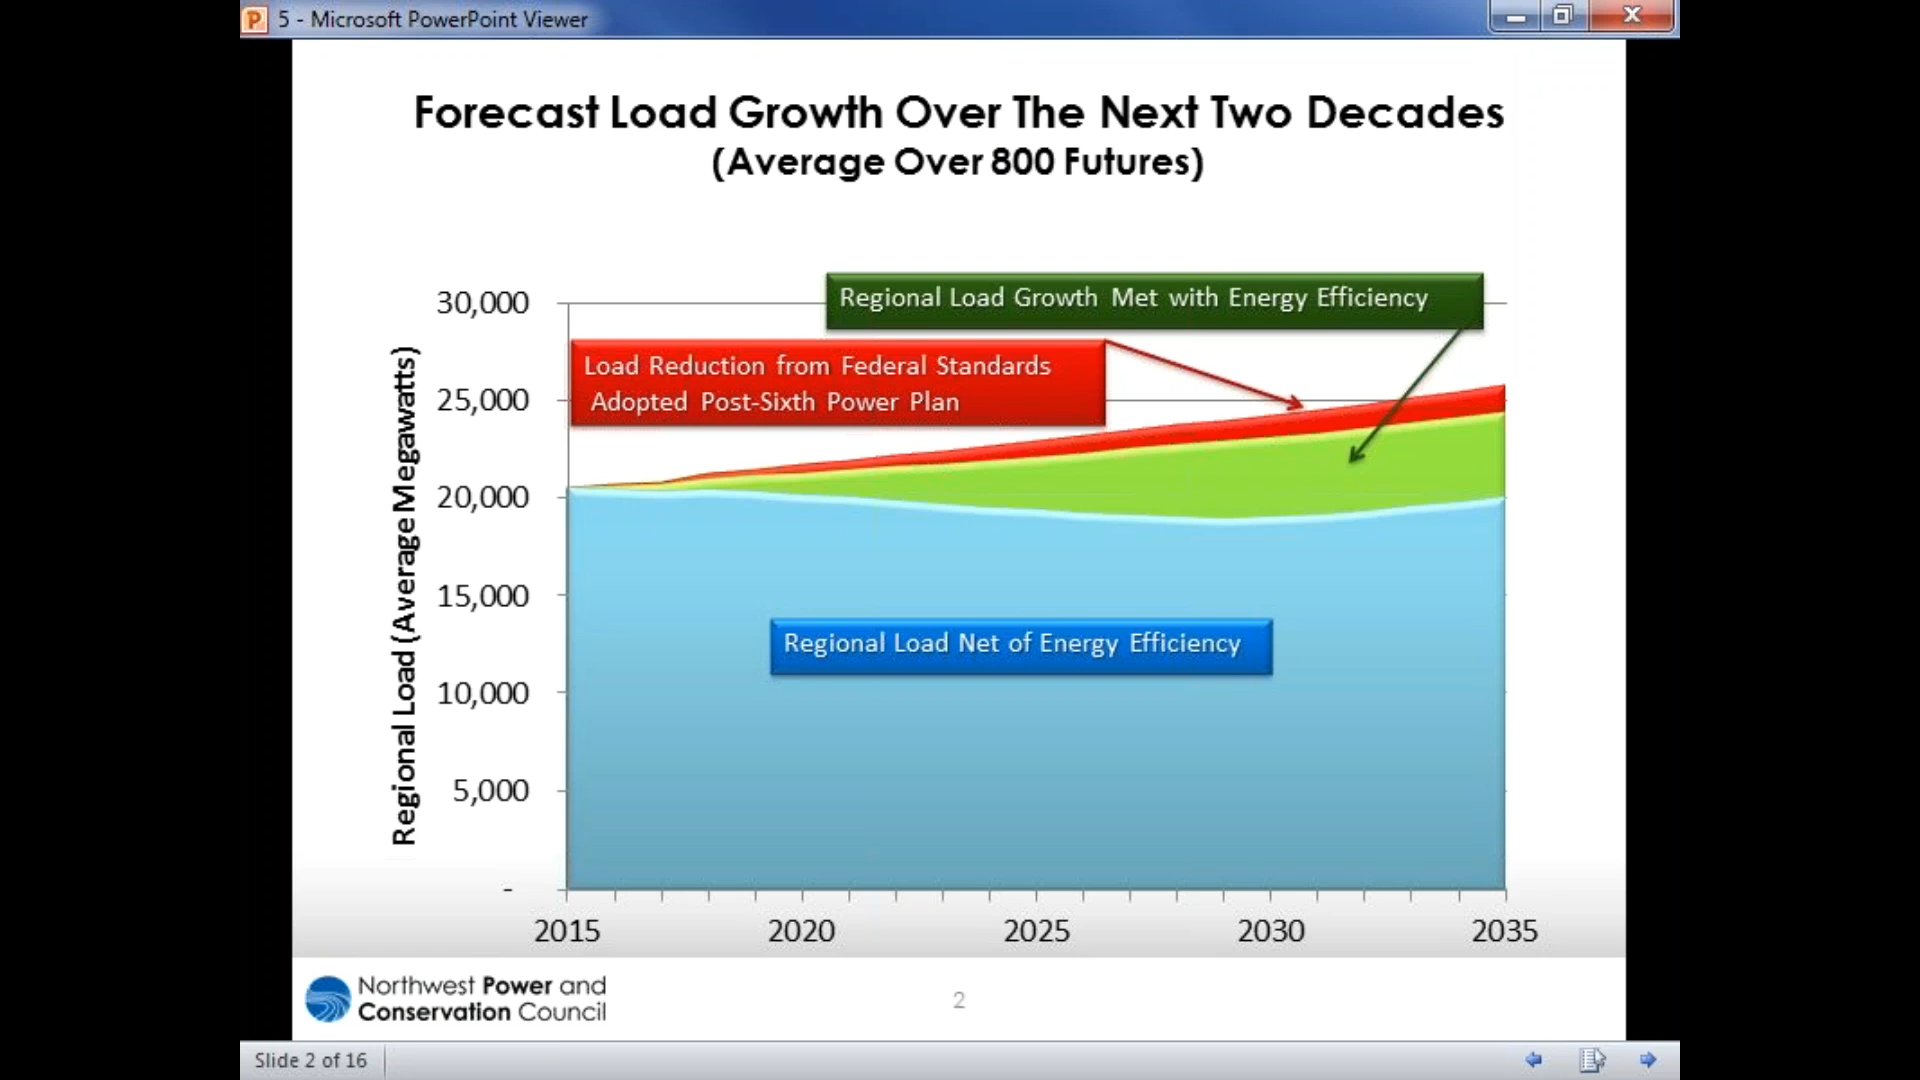 5 - Microsoft PowerPoint Viewer
Forecast Load Growth Over The Next Two Decades
(Average Over 800 Futures)
Regional Load Growth Met with Energy Efficiency
Load Reduction from Federal Standards
Adopted Post-Sixth Power Plan
Regional Load Net of Energy Efficiency
Regional Load (Average Megawatts)
30,000
25,000
20,000
15,000
10,000
5,000
-
2015 2020 2025 2030 2035
Northwest Power and
Conservation Council
2
Slide 2 of 16